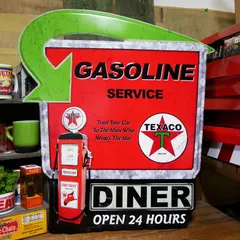 GASOLINE
SERVICE
Trust Your Car
To The Man Who
Wears The Star
TEXACO
T
DINER
OPEN 24 HOURS